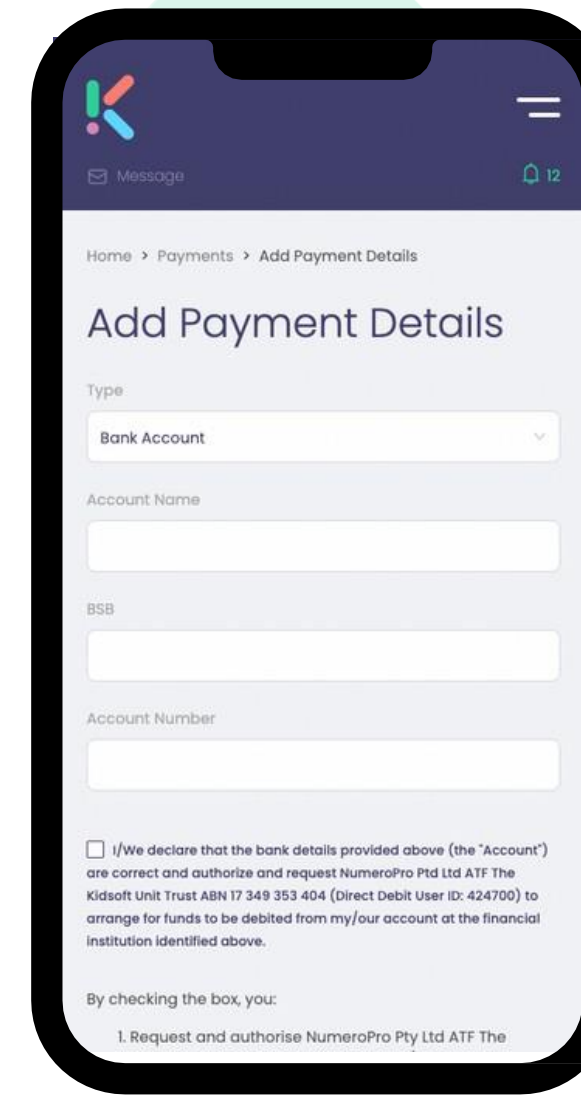 Message
12
Home > Payments > Add Payment Details
Add Payment Details
Type
Bank Account
Account Name
BSB
Account Number
I/We declare that the bank details provided above (the "Account")
are correct and authorize and request NumeroPro Ptd Ltd ATF The
Kidsoft Unit Trust ABN 17 349 353 404 (Direct Debit User ID: 424700) to
arrange for funds to be debited from my/our account at the financial
institution identified above.
By checking the box, you:
1. Request and authorise NumeroPro Pty Ltd ATF The